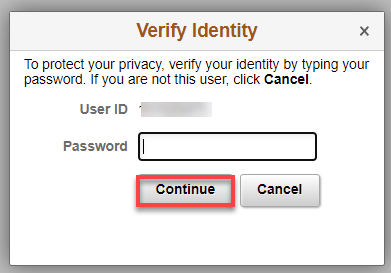 Verify Identity ×
To protect your privacy, verify your identity by typing your
password. If you are not this user, click Cancel.
User ID
Password
Continue Cancel